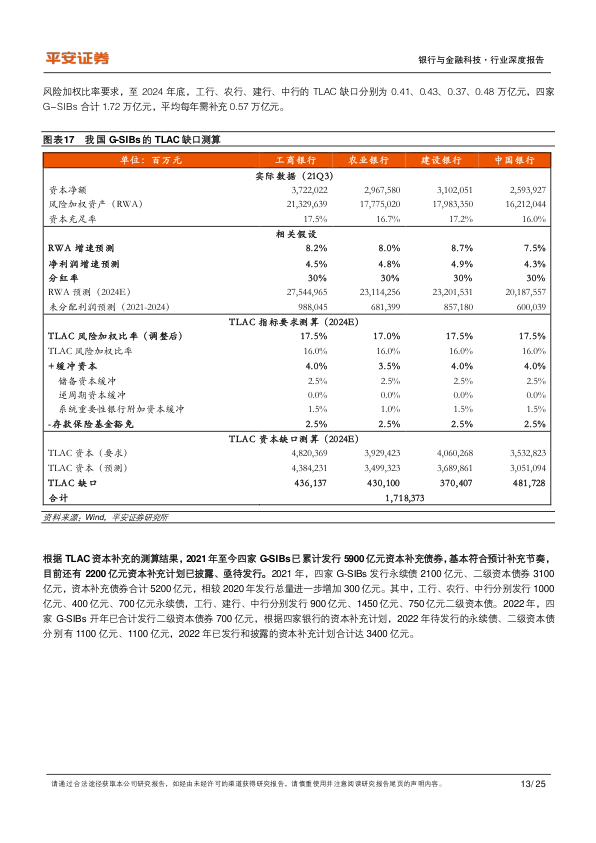 平安证券
银行与金融科技·行业深度报告
风险加权比率要求，至 2024 年底，工行、农行、建行、中行的 TLAC 缺口分别为 0.41、0.43、0.37、0.48 万亿元，四家
G-SIBs 合计 1.72 万亿元，平均每年需补充 0.57 万亿元。
图表17 我国 G-SIBs 的 TLAC 缺口测算
单位：百万元 工商银行 农业银行 建设银行 中国银行
实际数据（21Q3）
资本净额 3,722,022 2,967,580 3,102,051 2,593,927
风险加权资产（RWA） 21,329,639 17,775,020 17,983,350 16,212,044
资本充足率 17.5% 16.7% 17.2% 16.0%
相关假设
RWA 增速预测 8.2% 8.0% 8.7% 7.5%
净利润增速预测 4.5% 4.8% 4.9% 4.3%
分红率 30% 30% 30% 30%
RWA 预测（2024E） 27,544,965 23,114,256 23,201,531 20,187,557
未分配利润预测（2021-2024） 988,045 681,399 857,180 600,039
TLAC 指标要求测算（2024E）
TLAC 风险加权比率（调整后） 17.5% 17.0% 17.5% 17.5%
TLAC 风险加权比率 16.0% 16.0% 16.0% 16.0%
+缓冲资本 4.0% 3.5% 4.0% 4.0%
储备资本缓冲 2.5% 2.5% 2.5% 2.5%
逆周期资本缓冲 0.0% 0.0% 0.0% 0.0%
系统重要性银行附加资本缓冲 1.5% 1.0% 1.5% 1.5%
-存款保险基金豁免 2.5% 2.5% 2.5% 2.5%
TLAC 资本缺口测算（2024E）
TLAC 资本（要求） 4,820,369 3,929,423 4,060,268 3,532,823
TLAC 资本（预测） 4,384,231 3,499,323 3,689,861 3,051,094
TLAC 缺口 436,137 430,100 370,407 481,728
合计 1,718,373
资料来源：Wind，平安证券研究所
根据 TLAC 资本补充的测算结果，2021 年至今四家 G-SIBs 已累计发行 5900 亿元资本补充债券，基本符合预计补充节奏，
目前还有 2200 亿元资本补充计划已披露、亟待发行。2021 年，四家 G-SIBs 发行永续债 2100 亿元、二级资本债券 3100
亿元，资本补充债券合计 5200 亿元，相较 2020 年发行总量进一步增加 300 亿元。其中，工行、农行、中行分别发行 1000
亿元、400 亿元、700 亿元永续债，工行、建行、中行分别发行 900 亿元、1450 亿元、750 亿元二级资本债。2022 年，四
家 G-SIBs 开年已合计发行二级资本债券 700 亿元，根据四家银行的资本补充计划，2022 年待发行的永续债、二级资本债
分别有 1100 亿元、1100 亿元，2022 年已发行和披露的资本补充计划合计达 3400 亿元。
请通过合法途径获取本公司研究报告，如经由未经许可的渠道获得研究报告，请慎重使用并注意阅读研究报告尾页的声明内容。
13/ 25